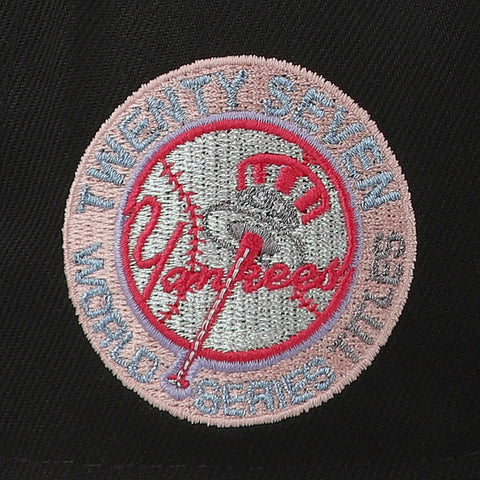 TWENTY SEVEN
Yankees
WORLD SERIES TITLES